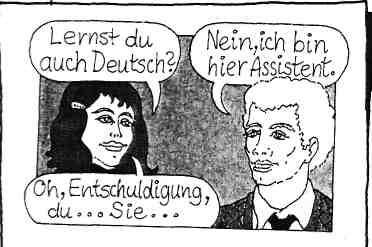 Lernst du
auch Deutsch?
Nein, ich bin
hier Assistent.
Oh, Entschuldigung,
du... Sie...